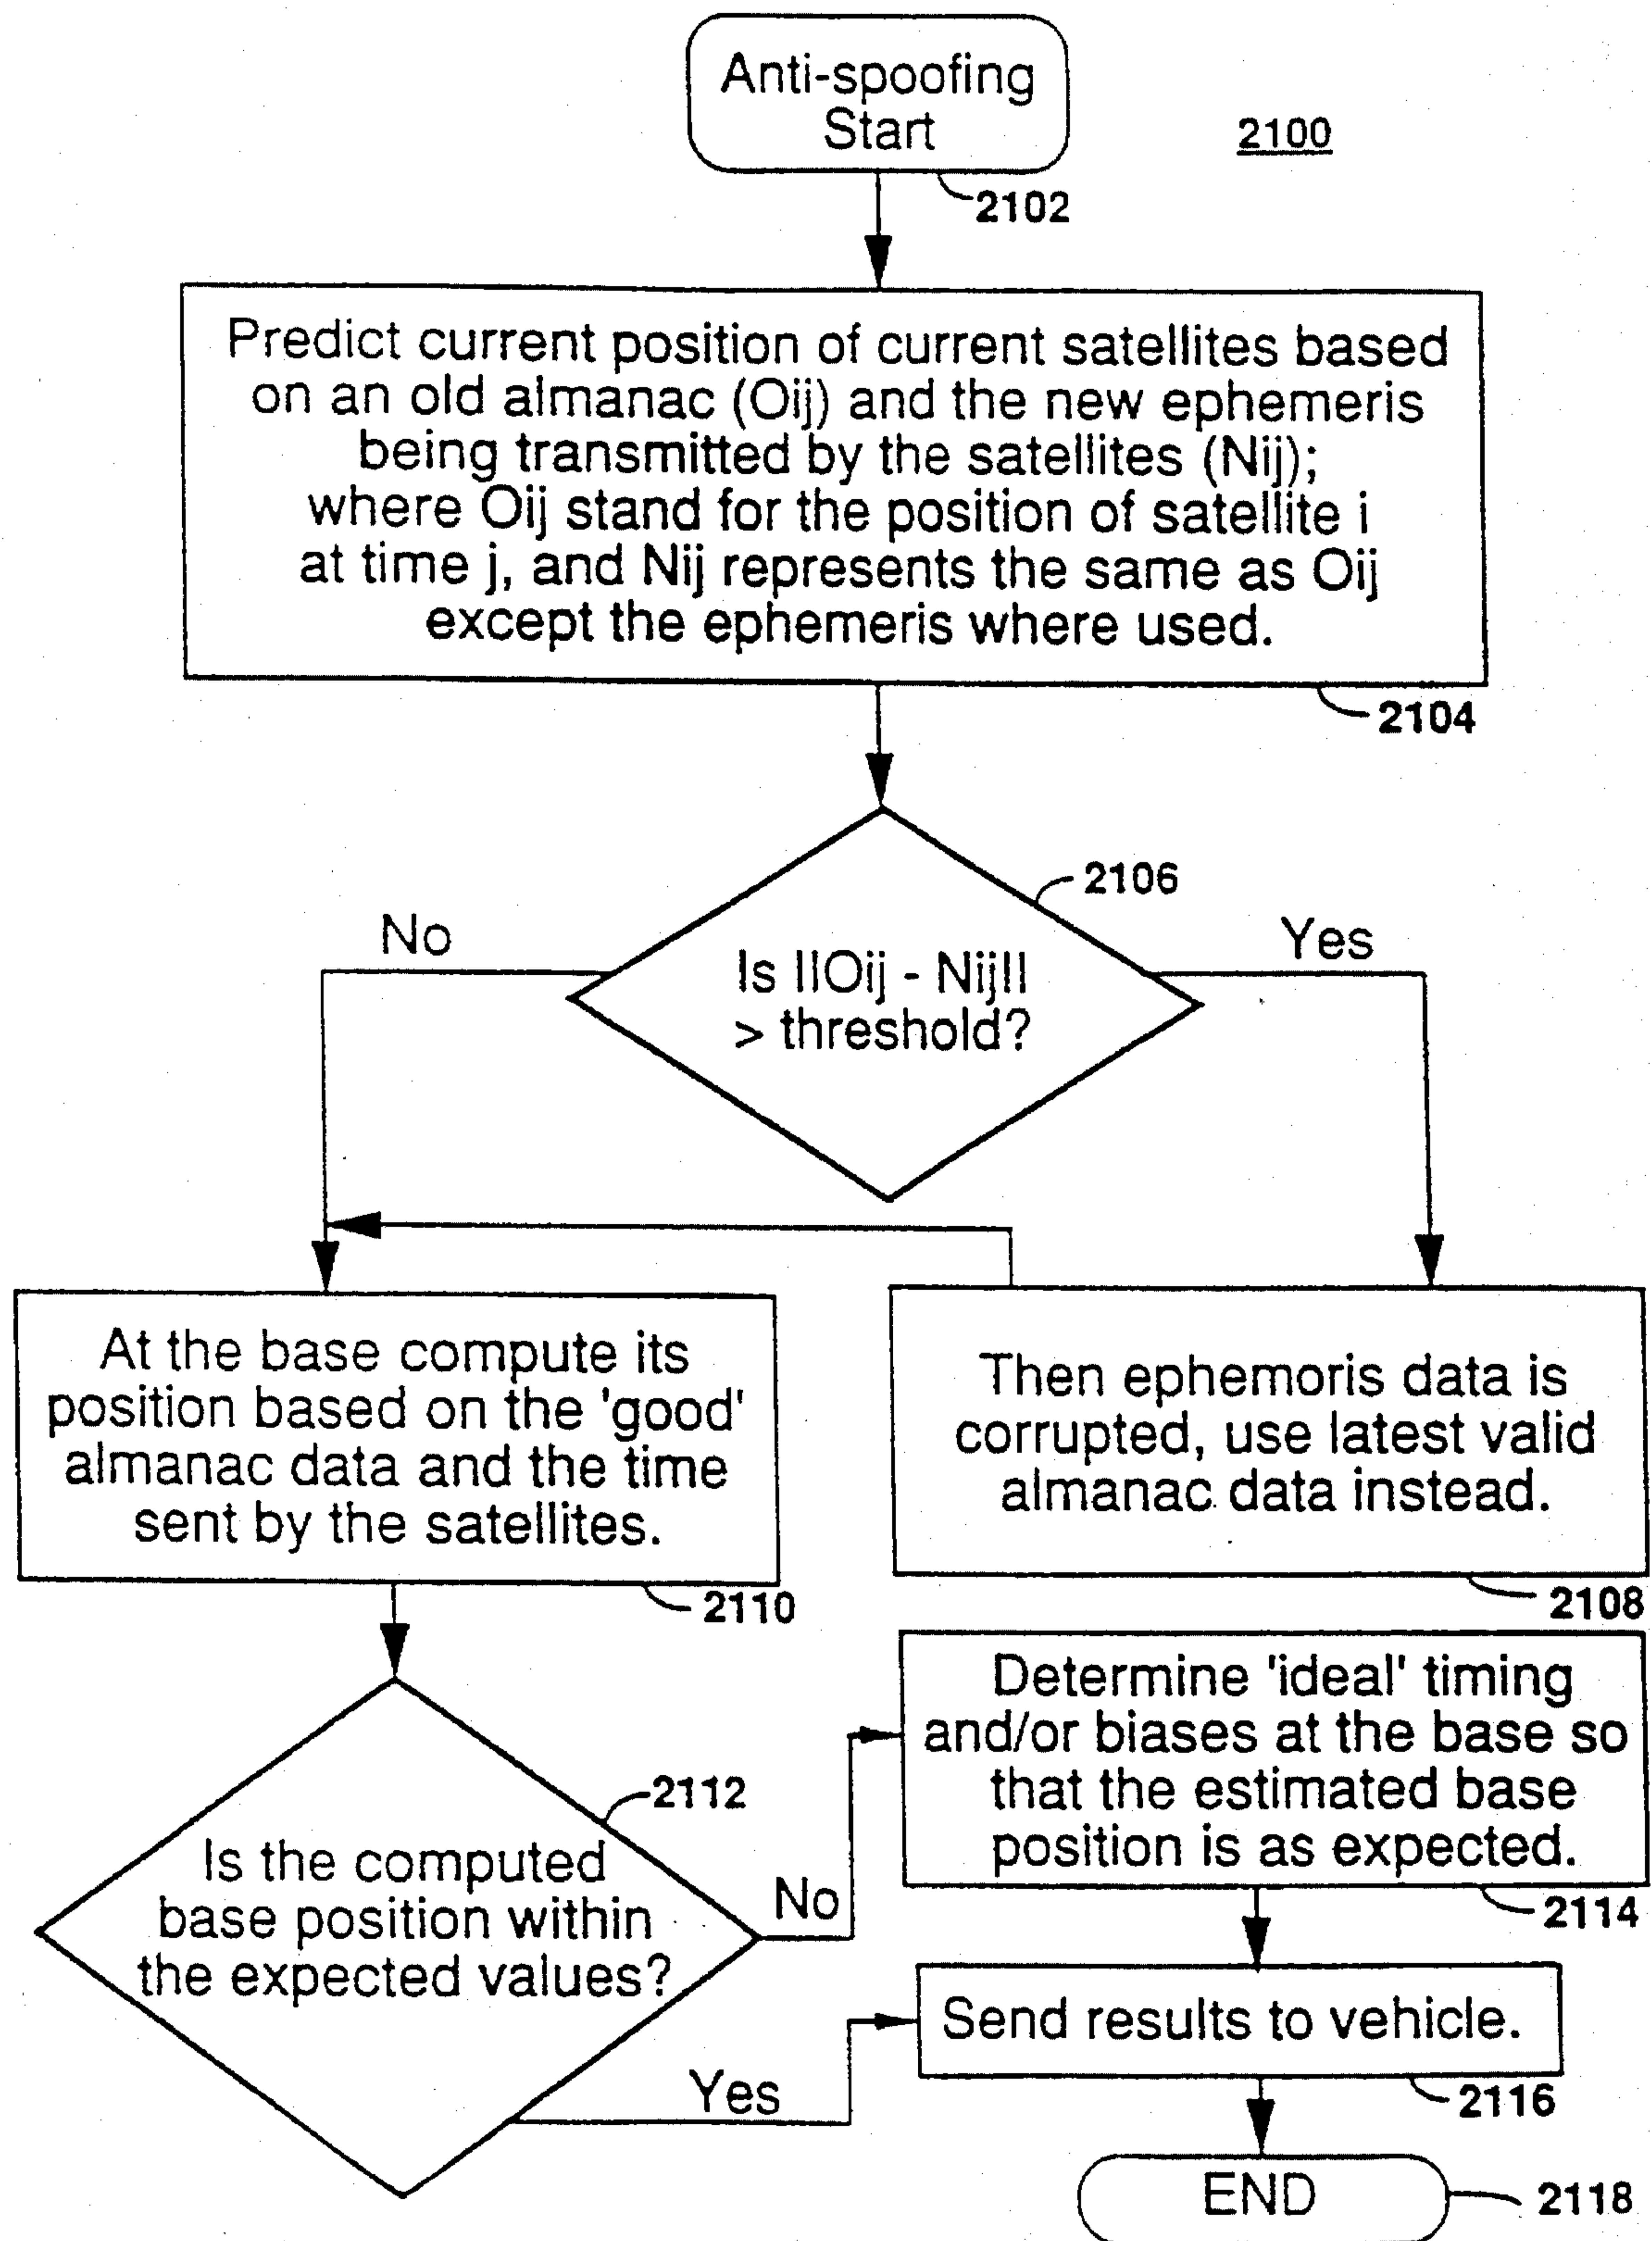 Anti-spoofing
Start
2100
2102
Predict current position of current satellites based
on an old almanac (Oij) and the new ephemeris
being transmitted by the satellites (Nij);
where Oij stand for the position of satellite i
at time j, and Nij represents the same as Oij
except the ephemeris where used.
2104
2106
No
Yes
Is llOij - Nijll
> threshold?
At the base compute its
position based on the 'good'
almanac data and the time
sent by the satellites.
2110
Then ephemoris data is
corrupted, use latest valid
almanac data instead.
2108
Determine 'ideal' timing
and/or biases at the base so
that the estimated base
position is as expected.
2114
2112
Is the computed
base position within
the expected values?
No
Yes
Send results to vehicle.
2116
END
2118